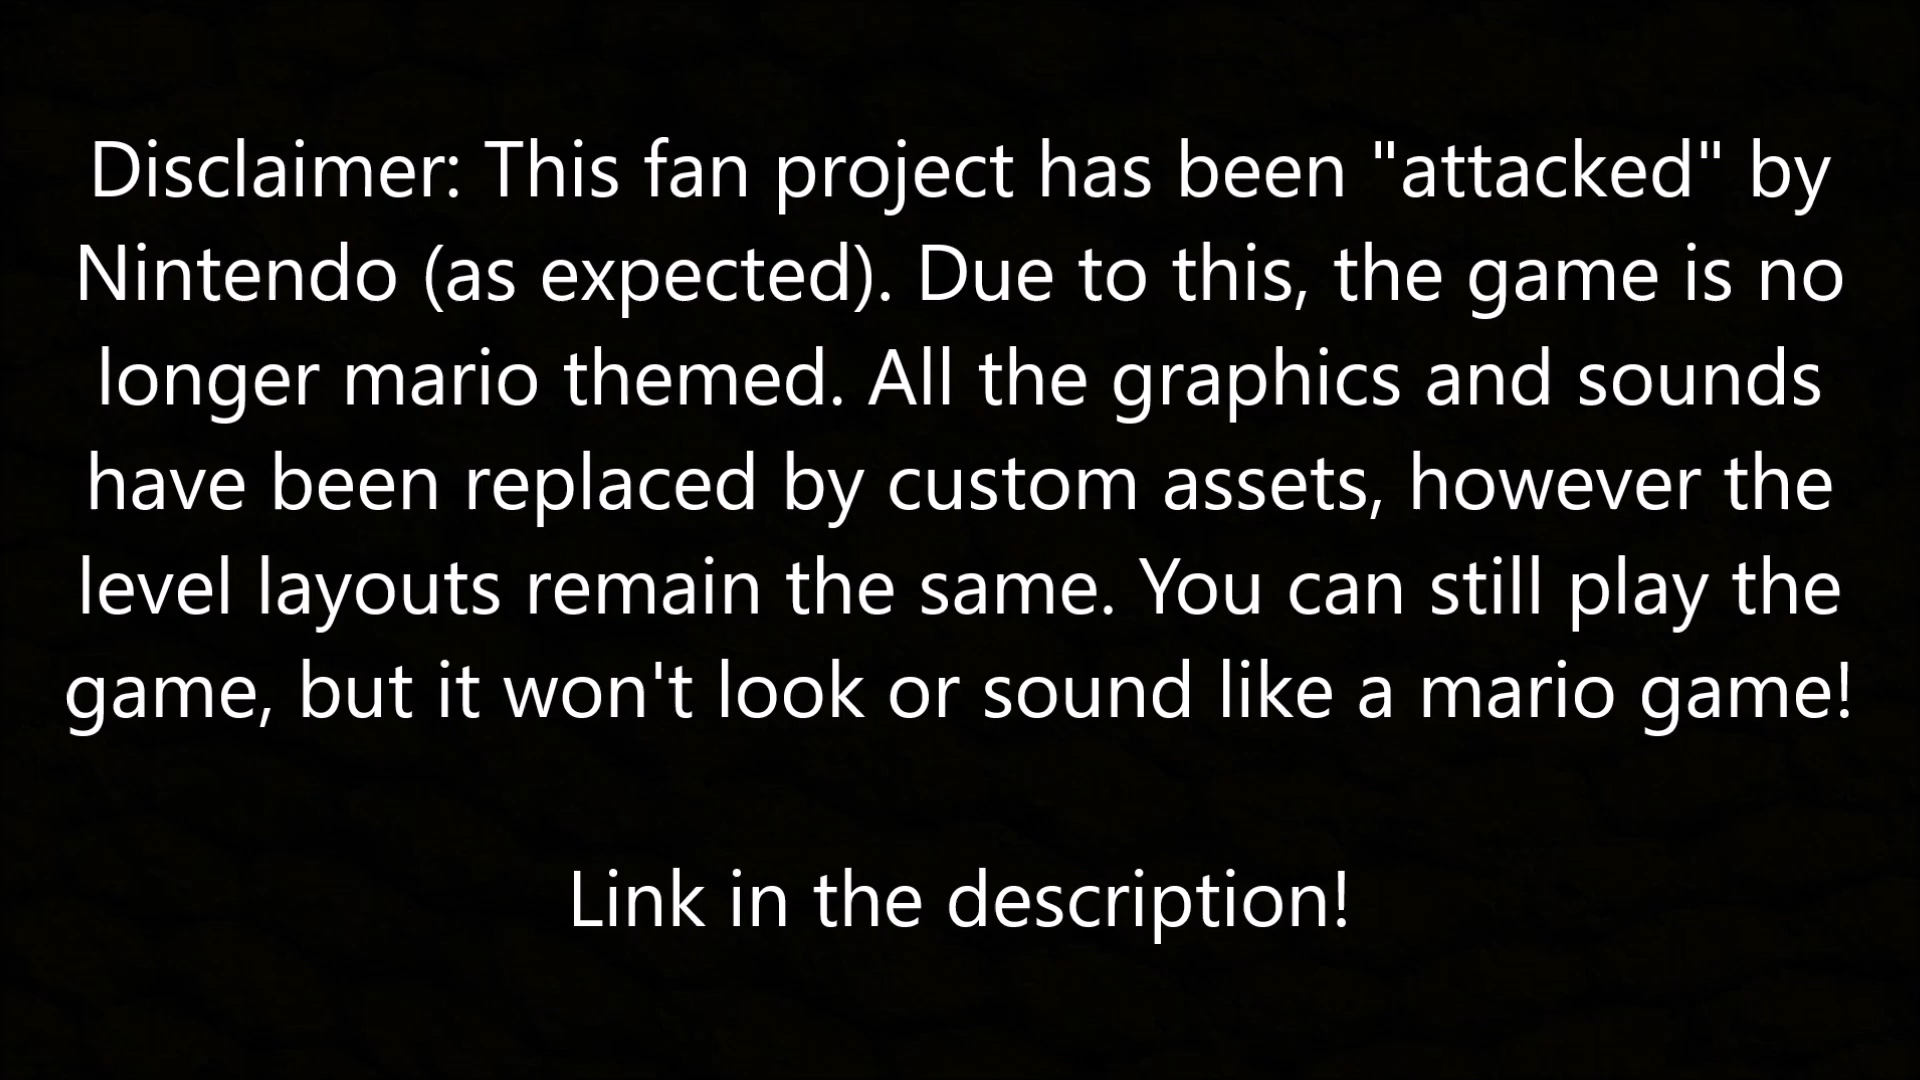 Disclaimer: This fan project has been "attacked" by
Nintendo (as expected). Due to this, the game is no
longer mario themed. All the graphics and sounds
have been replaced by custom assets, however the
level layouts remain the same. You can still play the
game, but it won't look or sound like a mario game!
Link in the description!